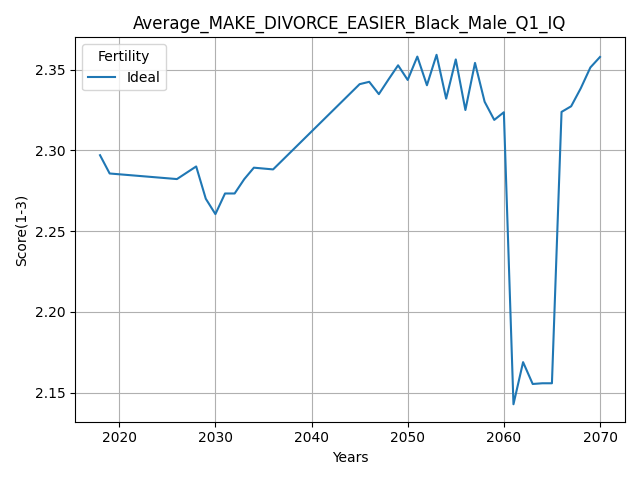 Average_MAKE_DIVORCE_EASIER_Black_Male_Q1_IQ
Fertility
Ideal
Score(1-3)
2.35
2.30
2.25
2.20
2.15
2020 2030 2040 2050 2060 2070
Years